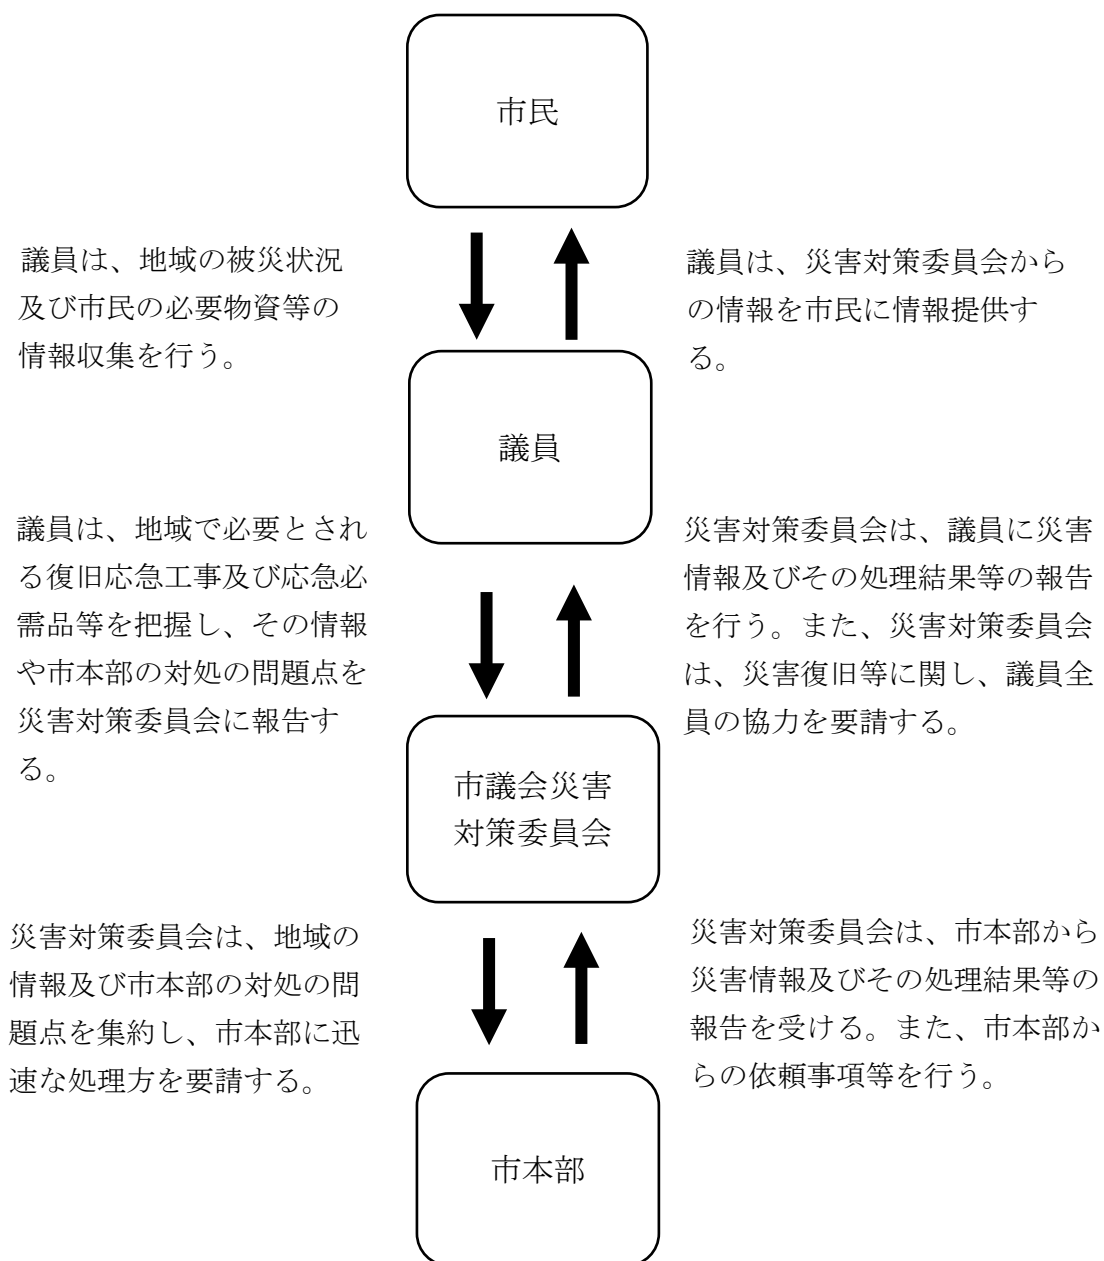 市民
議員は、地域の被災状況
及び市民の必要物資等の
情報収集を行う。
議員は、災害対策委員会から
の情報を市民に情報提供す
る。
議員
議員は、地域で必要とされ
る復旧応急工事及び応急必
需品等を把握し、その情報
や市本部の対処の問題点を
災害対策委員会に報告す
る。
災害対策委員会は、議員に災害
情報及びその処理結果等の報告
を行う。また、災害対策委員会
は、災害復旧等に関し、議員全
員の協力を要請する。
市議会災害
対策委員会
災害対策委員会は、地域の
情報及び市本部の対処の問
題点を集約し、市本部に迅
速な処理方を要請する。
災害対策委員会は、市本部から
災害情報及びその処理結果等の
報告を受ける。また、市本部か
らの依頼事項等を行う。
市本部